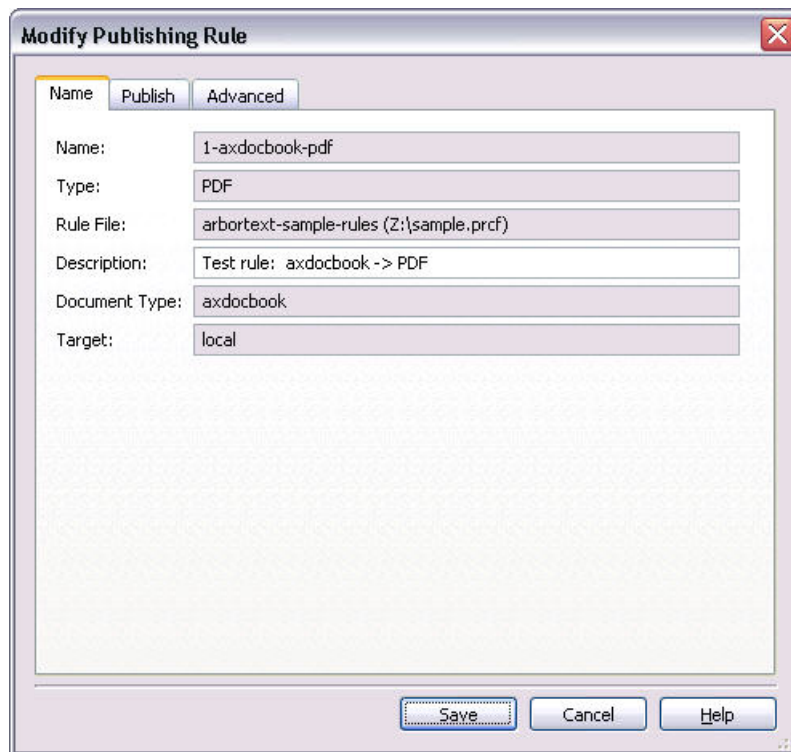 Modify Publishing Rule
Name Publish Advanced
Name: 1-axdocbook-pdf
Type: PDF
Rule File: arbortext-sample-rules (Z:\sample.prcf)
Description: Test rule:  axdocbook -> PDF
Document Type: axdocbook
Target: local
Save Cancel Help